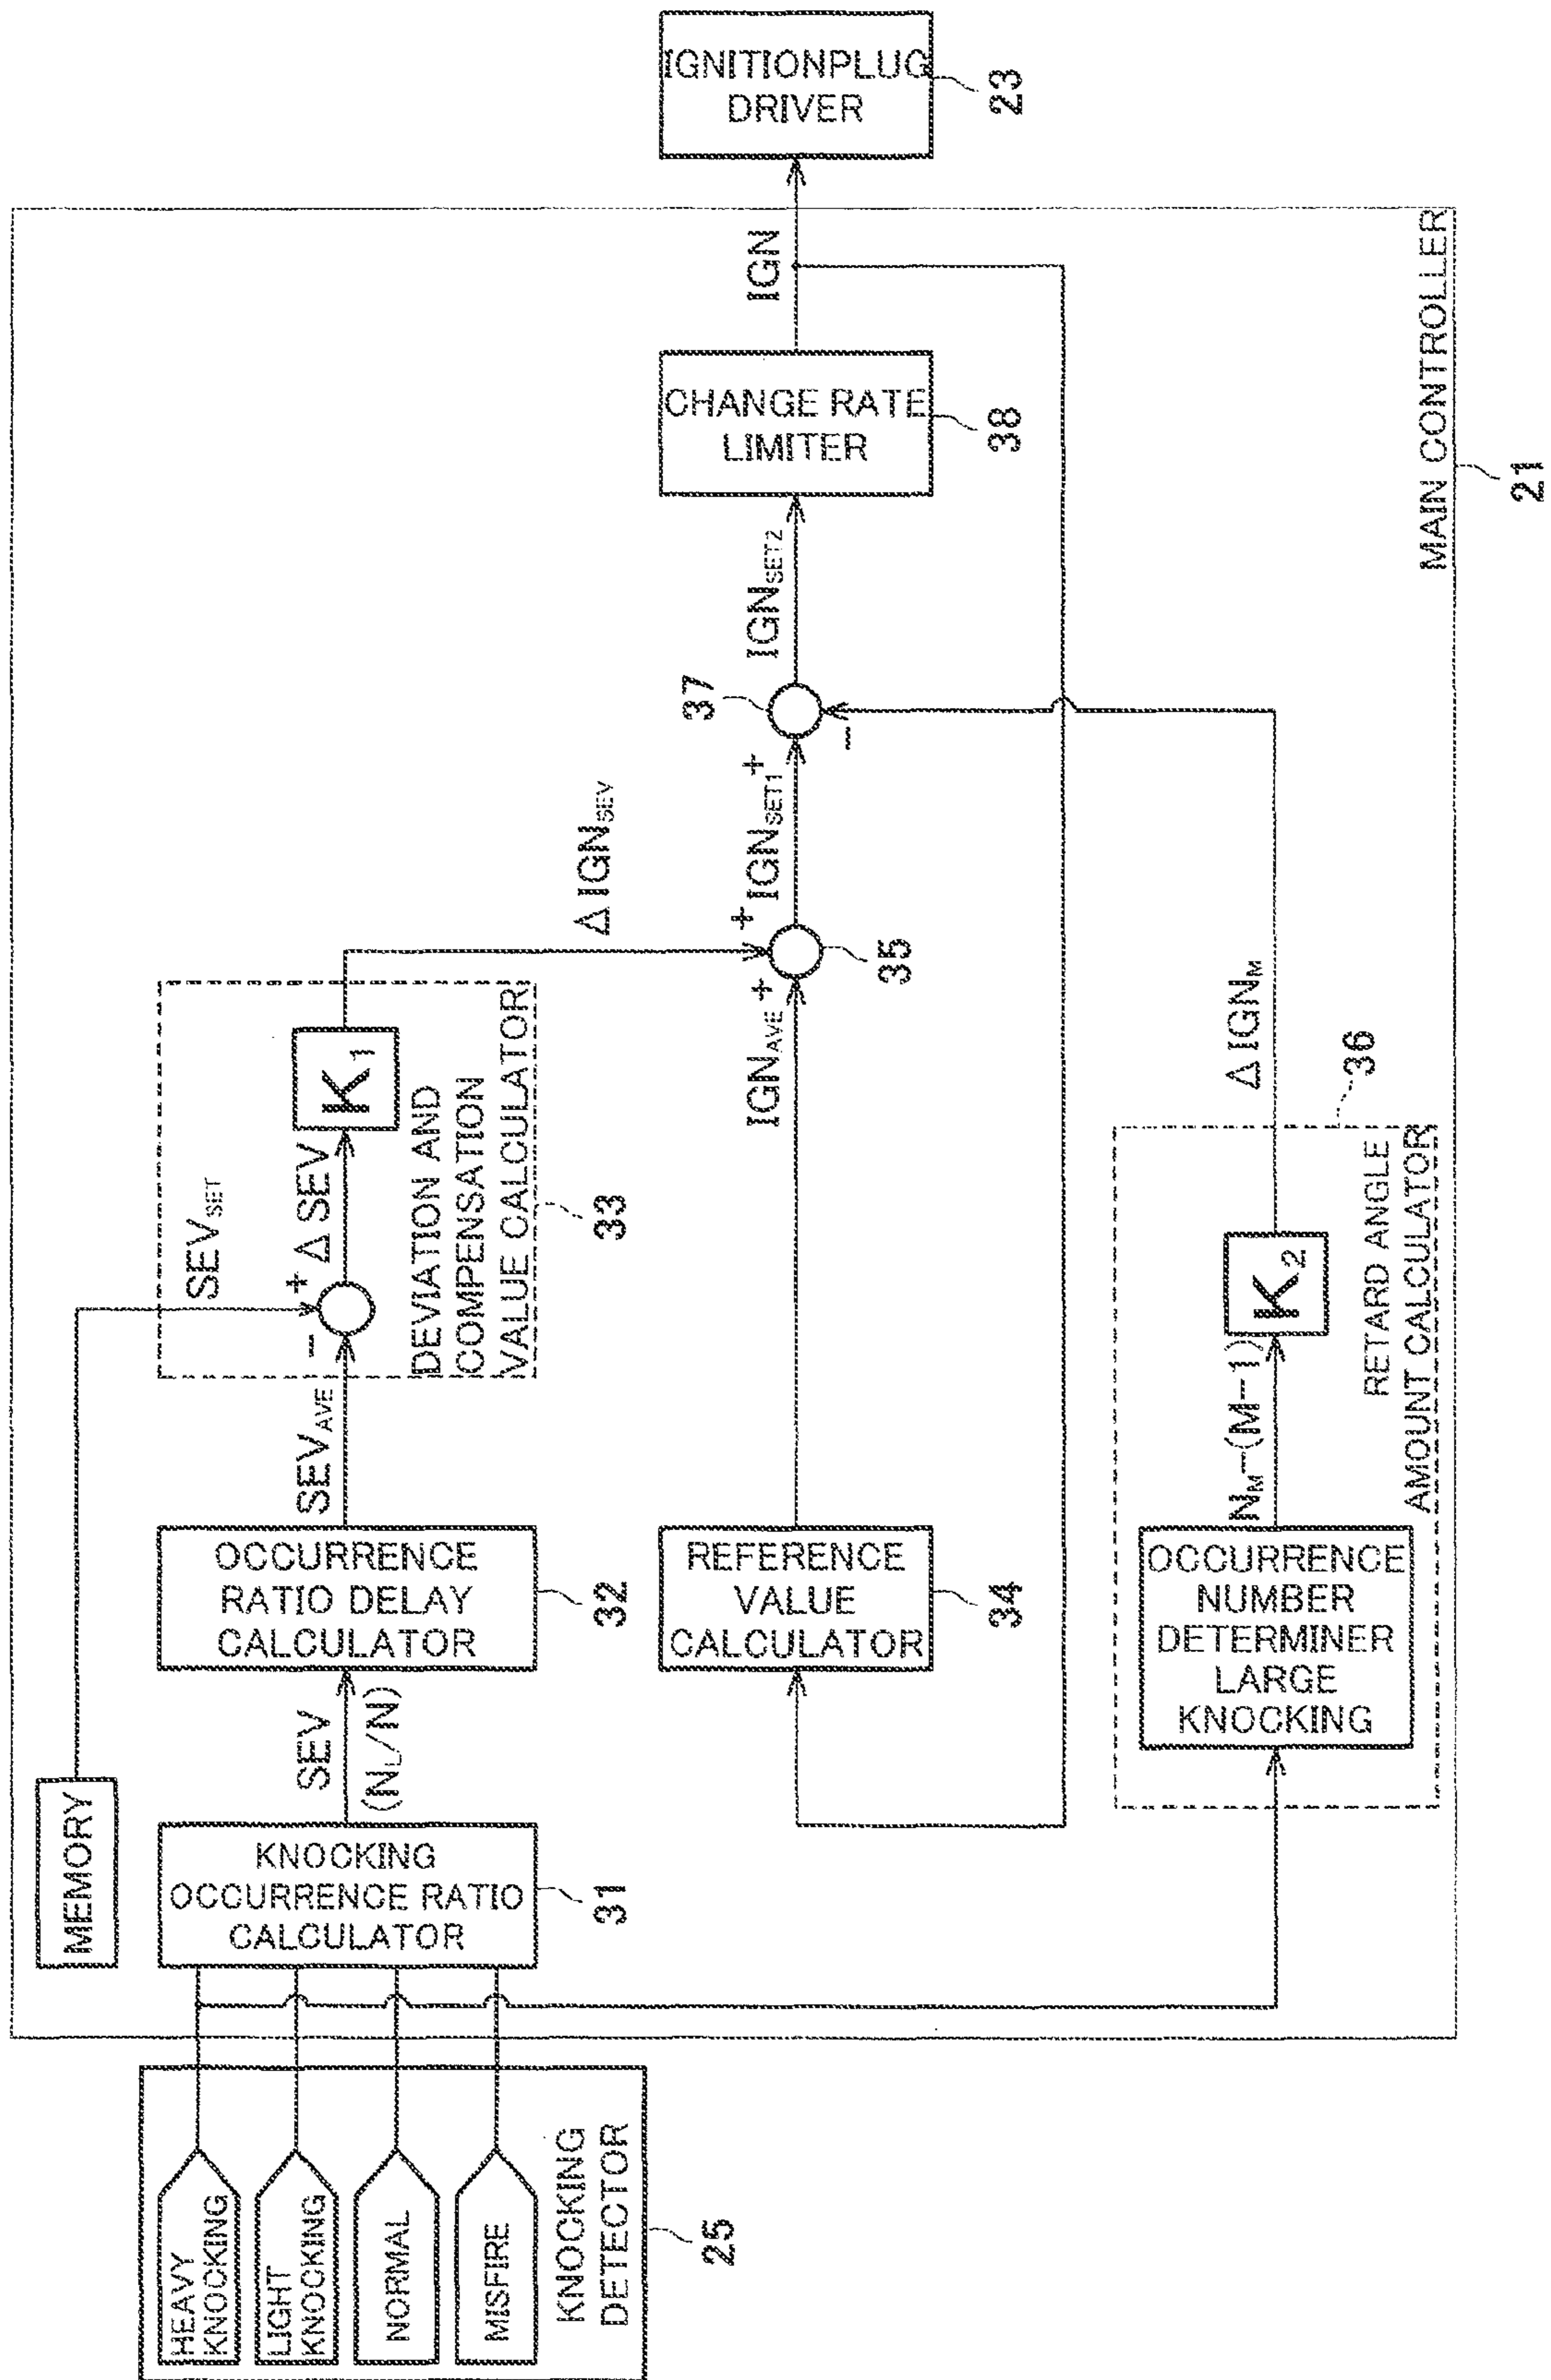 HEAVY
KNOCKING
LIGHT
KNOCKING
NORMAL
MISFIRE
KNOCKING
DETECTOR
25
MEMORY
KNOCKING
OCCURRENCE RATIO
CALCULATOR
31
SEV
(NL/N)
OCCURRENCE
RATIO DELAY
CALCULATOR
32
SEVAVE
SEVSET
− +
Δ SEV
K1
DEVIATION AND
COMPENSATION
VALUE CALCULATOR
33
Δ IGNSEV
REFERENCE
VALUE
CALCULATOR
34
IGNAVE + +
35
IGNSET1 +
−
37
IGNSET2
CHANGE RATE
LIMITER
38
IGN
IGNITIONPLUG
DRIVER
23
OCCURRENCE
NUMBER
DETERMINER
LARGE
KNOCKING
NM−(M−1)
K2
RETARD ANGLE
AMOUNT CALCULATOR
36
Δ IGNM
MAIN CONTROLLER
21